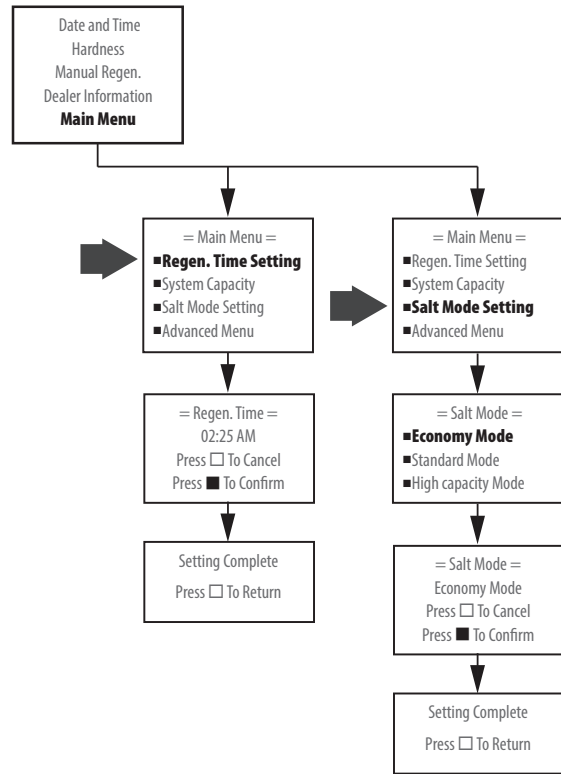 Date and Time
Hardness
Manual Regen.
Dealer Information
Main Menu
= Main Menu =
■Regen. Time Setting
■System Capacity
■Salt Mode Setting
■Advanced Menu
= Regen. Time =
02:25 AM
Press □ To Cancel
Press ■ To Confirm
Setting Complete
Press □ To Return
= Main Menu =
■Regen. Time Setting
■System Capacity
■Salt Mode Setting
■Advanced Menu
= Salt Mode =
■Economy Mode
■Standard Mode
■High capacity Mode
= Salt Mode =
Economy Mode
Press □ To Cancel
Press ■ To Confirm
Setting Complete
Press □ To Return